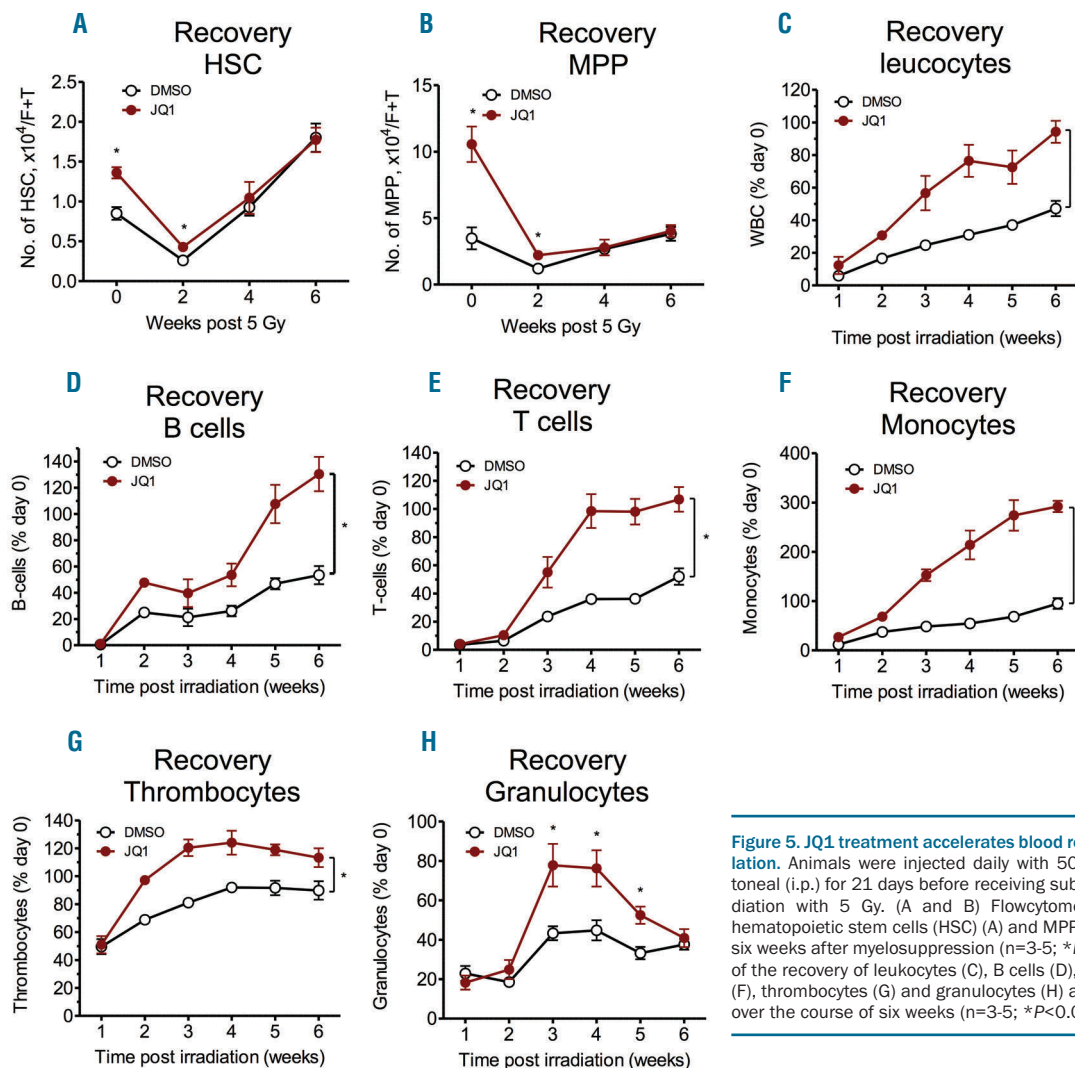 A
Recovery
HSC
No. of HSC, x10⁴/F+T
2.5
2.0
1.5
1.0
0.5
0.0
DMSO
JQ1
*
*
0 2 4 6
Weeks post 5 Gy
B
Recovery
MPP
No. of MPP, x10⁴/F+T
15
10
5
0
DMSO
JQ1
*
*
0 2 4 6
Weeks post 5 Gy
C
Recovery
leucocytes
WBC (% day 0)
120
100
80
60
40
20
0
DMSO
JQ1
1 2 3 4 5 6
Time post irradiation (weeks)
D
Recovery
B cells
B-cells (% day 0)
140
120
100
80
60
40
20
0
DMSO
JQ1
*
1 2 3 4 5 6
Time post irradiation (weeks)
E
Recovery
T cells
T-cells (% day 0)
140
120
100
80
60
40
20
0
DMSO
JQ1
*
1 2 3 4 5 6
Time post irradiation (weeks)
F
Recovery
Monocytes
Monocytes (% day 0)
400
300
200
100
0
DMSO
JQ1
1 2 3 4 5 6
Time post irradiation (weeks)
G
Recovery
Thrombocytes
Thrombocytes (% day 0)
140
120
100
80
60
40
20
0
DMSO
JQ1
*
1 2 3 4 5 6
Time post irradiation (weeks)
H
Recovery
Granulocytes
Granulocytes (% day 0)
100
80
60
40
20
0
DMSO
JQ1
* * *
1 2 3 4 5 6
Time post irradiation (weeks)
Figure 5. JQ1 treatment accelerates blood re
lation. Animals were injected daily with 50
toneal (i.p.) for 21 days before receiving sub
diation with 5 Gy. (A and B) Flowcytome
hematopoietic stem cells (HSC) (A) and MPP
six weeks after myelosuppression (n=3-5; *P
of the recovery of leukocytes (C), B cells (D),
(F), thrombocytes (G) and granulocytes (H) a
over the course of six weeks (n=3-5; *P<0.0